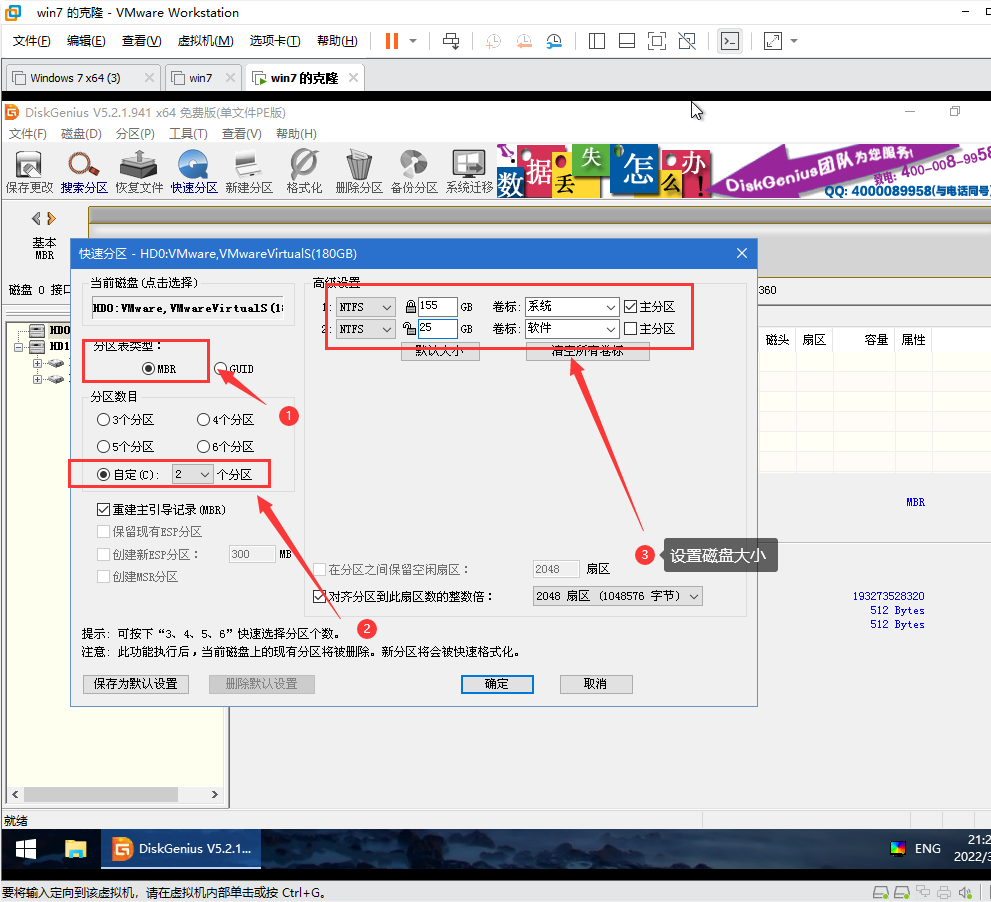 win7 的克隆 - VMware Workstation
文件(F) 编辑(E) 查看(V) 虚拟机(M) 选项卡(T) 帮助(H)
Windows 7 x64 (3) win7 win7 的克隆
DiskGenius V5.2.1.941 x64 免费版(单文件PE版)
文件(F) 磁盘(D) 分区(P) 工具(T) 查看(V) 帮助(H)
保存更改 搜索分区 恢复文件 快速分区 新建分区 格式化 删除分区 备份分区 系统迁移
数据丢失怎么办!
DiskGenius团队为您服务!
致电: 400-008-9958
QQ: 4000089958(与电话同号)
基本
MBR
磁盘 0 接口
360
HD0
HD1
快速分区 - HD0:VMware,VMwareVirtualS(180GB)
当前磁盘(点击选择)
HD0:VMware,VMwareVirtualS(1
分区表类型:
MBR GUID
1
分区数目
3个分区 4个分区
5个分区 6个分区
自定(C): 2 个分区
重建主引导记录(MBR)
保留现有ESP分区
创建新ESP分区: 300 MB
创建MSR分区
高级设置
1: NTFS 155 GB 卷标: 系统 主分区
2: NTFS 25 GB 卷标: 软件 主分区
默认大小 清空所有卷标
3 设置磁盘大小
在分区之间保留空闲扇区: 2048 扇区
对齐分区到此扇区数的整数倍: 2048 扇区 (1048576 字节)
2
提示: 可按下“3、4、5、6”快速选择分区个数。
注意: 此功能执行后,当前磁盘上的现有分区将被删除。新分区将会被快速格式化。
保存为默认设置 删除默认设置 确定 取消
磁头 扇区 容量 属性
MBR
193273528320
512 Bytes
512 Bytes
就绪
DiskGenius V5.2.1...
ENG
21:2
2022/3
要将输入定向到该虚拟机,请在虚拟机内部单击或按 Ctrl+G。